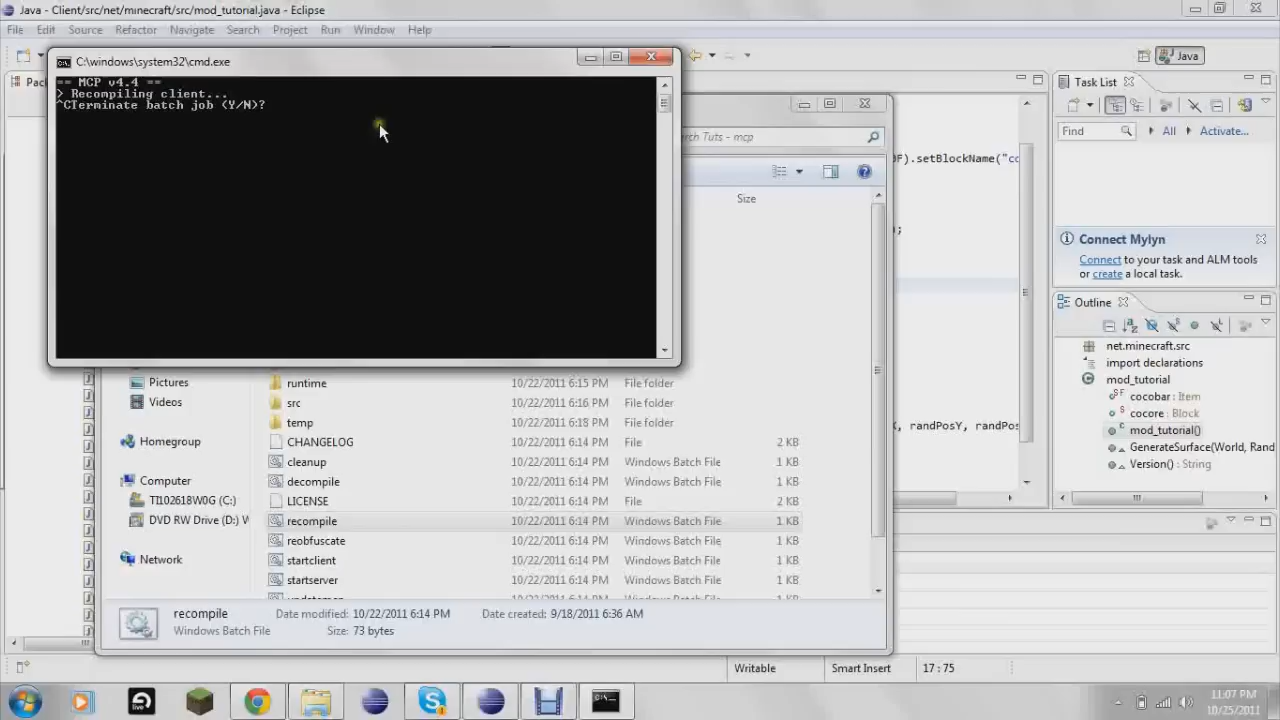 Java - Client/src/net/minecraft/src/mod_tutorial.java - Eclipse
File Edit Source Refactor Navigate Search Project Run Window Help
Java
C:\windows\system32\cmd.exe
== MCP v4.4 ==
> Recompiling client...
^CTerminate batch job (Y/N)?
Task List
Find All Activate...
Tuts - mcp
Size
.setBlockName("co
Connect Mylyn
Connect to your task and ALM tools
or create a local task.
Outline
net.minecraft.src
import declarations
mod_tutorial
cocobar : Item
cocore : Block
mod_tutorial()
GenerateSurface(World, Rand
Version() : String
X, randPosY, randPos
Pictures
Videos
Homegroup
Computer
TI102618W0G (C:)
DVD RW Drive (D:) V
Network
runtime 10/22/2011 6:15 PM File folder
src 10/22/2011 6:16 PM File folder
temp 10/22/2011 6:18 PM File folder
CHANGELOG 10/22/2011 6:14 PM File 2 KB
cleanup 10/22/2011 6:14 PM Windows Batch File 1 KB
decompile 10/22/2011 6:14 PM Windows Batch File 1 KB
LICENSE 10/22/2011 6:14 PM File 2 KB
recompile 10/22/2011 6:14 PM Windows Batch File 1 KB
reobfuscate 10/22/2011 6:14 PM Windows Batch File 1 KB
startclient 10/22/2011 6:14 PM Windows Batch File 1 KB
startserver 10/22/2011 6:14 PM Windows Batch File 1 KB
recompile Date modified: 10/22/2011 6:14 PM Date created: 9/18/2011 6:36 AM
Windows Batch File Size: 73 bytes
Writable Smart Insert 17 : 75
live
11:07 PM
10/25/2011